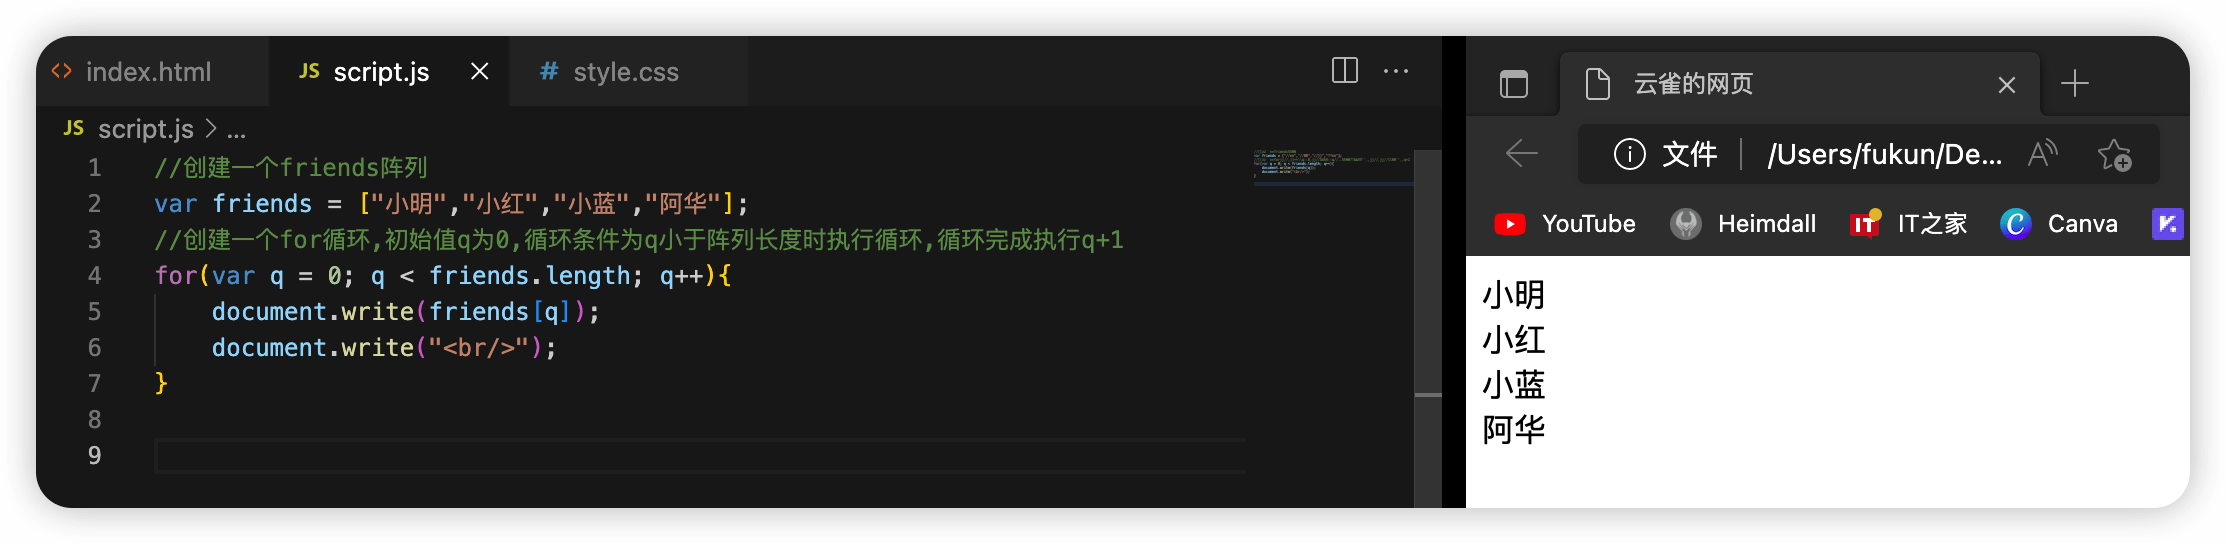 index.html
JS script.js
# style.css
JS script.js > ...
1 //创建一个friends阵列
2 var friends = ["小明","小红","小蓝","阿华"];
3 //创建一个for循环,初始值q为0,循环条件为q小于阵列长度时执行循环,循环完成执行q+1
4 for(var q = 0; q < friends.length; q++){
5 document.write(friends[q]);
6 document.write("<br/>");
7 }
8
9
云雀的网页
文件 /Users/fukun/De...
YouTube Heimdall IT之家 Canva
小明
小红
小蓝
阿华